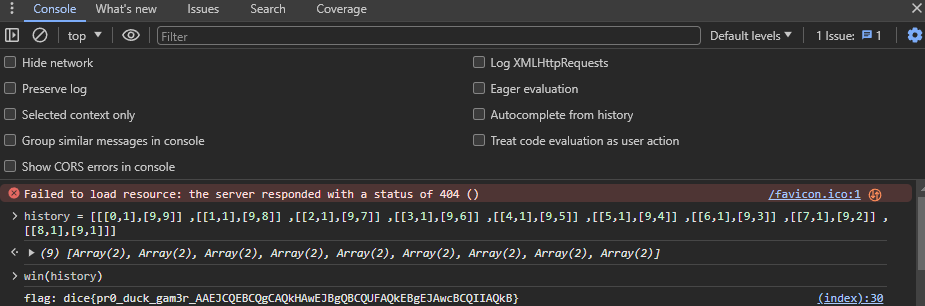 Console What's new Issues Search Coverage
top Filter Default levels 1 Issue: 1
Hide network Log XMLHttpRequests
Preserve log Eager evaluation
Selected context only Autocomplete from history
Group similar messages in console Treat code evaluation as user action
Show CORS errors in console
Failed to load resource: the server responded with a status of 404 () /favicon.ico:1
history = [[[0,1],[9,9]] ,[[1,1],[9,8]] ,[[2,1],[9,7]] ,[[3,1],[9,6]] ,[[4,1],[9,5]] ,[[5,1],[9,4]] ,[[6,1],[9,3]] ,[[7,1],[9,2]] ,
[[8,1],[9,1]]]
(9) [Array(2), Array(2), Array(2), Array(2), Array(2), Array(2), Array(2), Array(2), Array(2)]
win(history)
flag: dice{pr0_duck_gam3r_AAEJCQEBCQgCAQkHAwEJBgQBCQUFAQkEBgEJAwcBCQIIAQkB} (index):30